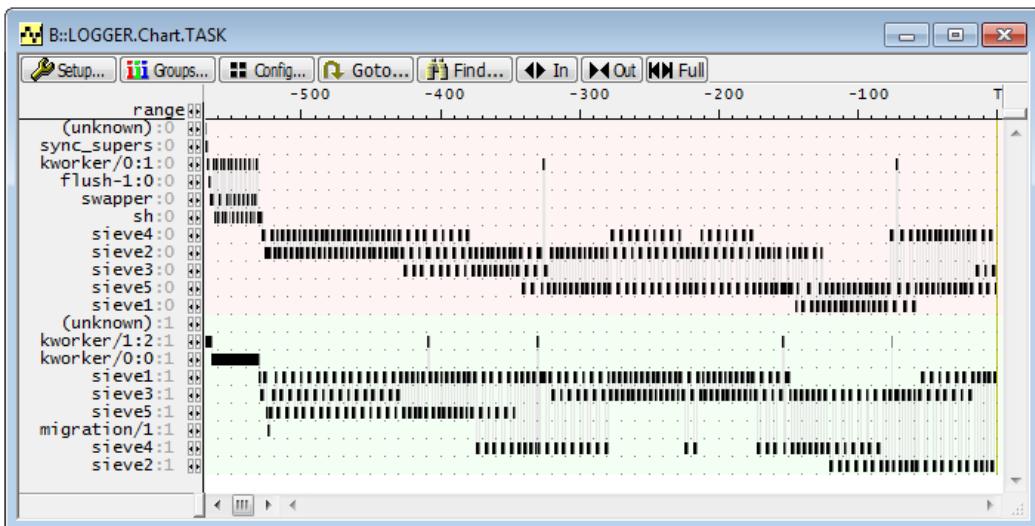 B::LOGGER.Chart.TASK
Setup... Groups... Config... Goto... Find... In Out Full
-500 -400 -300 -200 -100 T
range
(unknown):0
sync_supers:0
kworker/0:1:0
flush-1:0:0
swapper:0
sh:0
sieve4:0
sieve2:0
sieve3:0
sieve5:0
sieve1:0
(unknown):1
kworker/1:2:1
kworker/0:0:1
sieve1:1
sieve3:1
sieve5:1
migration/1:1
sieve4:1
sieve2:1